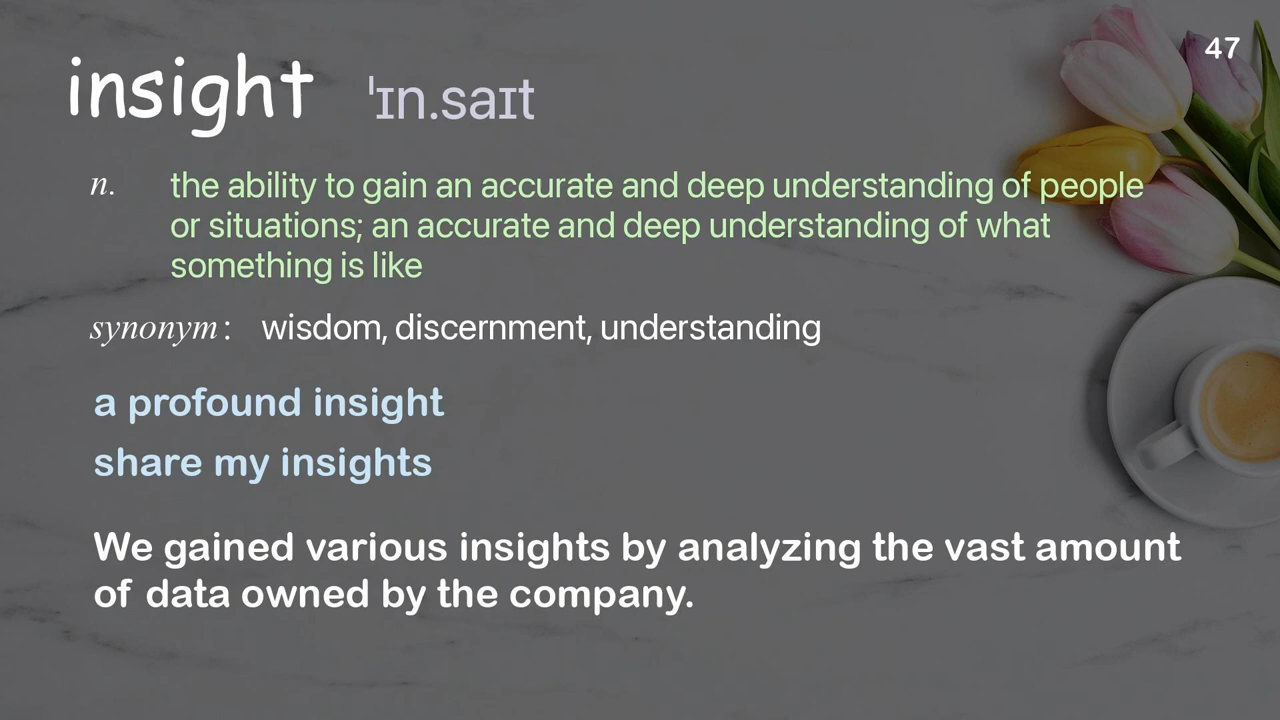 47
insight ˈɪn.saɪt
n. the ability to gain an accurate and deep understanding of people
or situations; an accurate and deep understanding of what
something is like
synonym: wisdom, discernment, understanding
a profound insight
share my insights
We gained various insights by analyzing the vast amount
of data owned by the company.